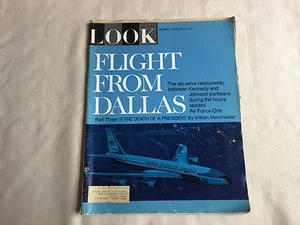 LOOK
FLIGHT
FROM
DALLAS
The abrasive relationship
between Kennedy and
Johnson partisans
during the hours
aboard
Air Force One
Part Three of THE DEATH OF A PRESIDENT, By William Manchester